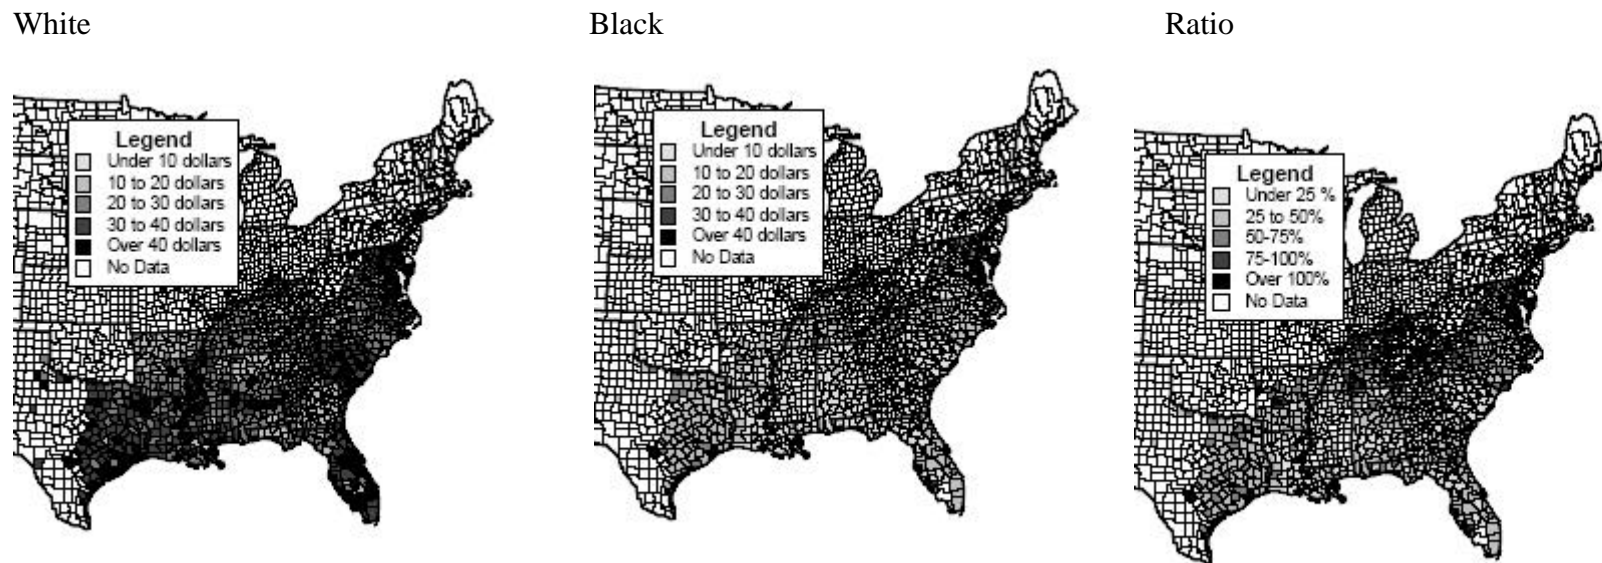 White
Black
Ratio
Legend
Under 10 dollars
10 to 20 dollars
20 to 30 dollars
30 to 40 dollars
Over 40 dollars
No Data
Legend
Under 10 dollars
10 to 20 dollars
20 to 30 dollars
30 to 40 dollars
Over 40 dollars
No Data
Legend
Under 25 %
25 to 50%
50-75%
75-100%
Over 100%
No Data